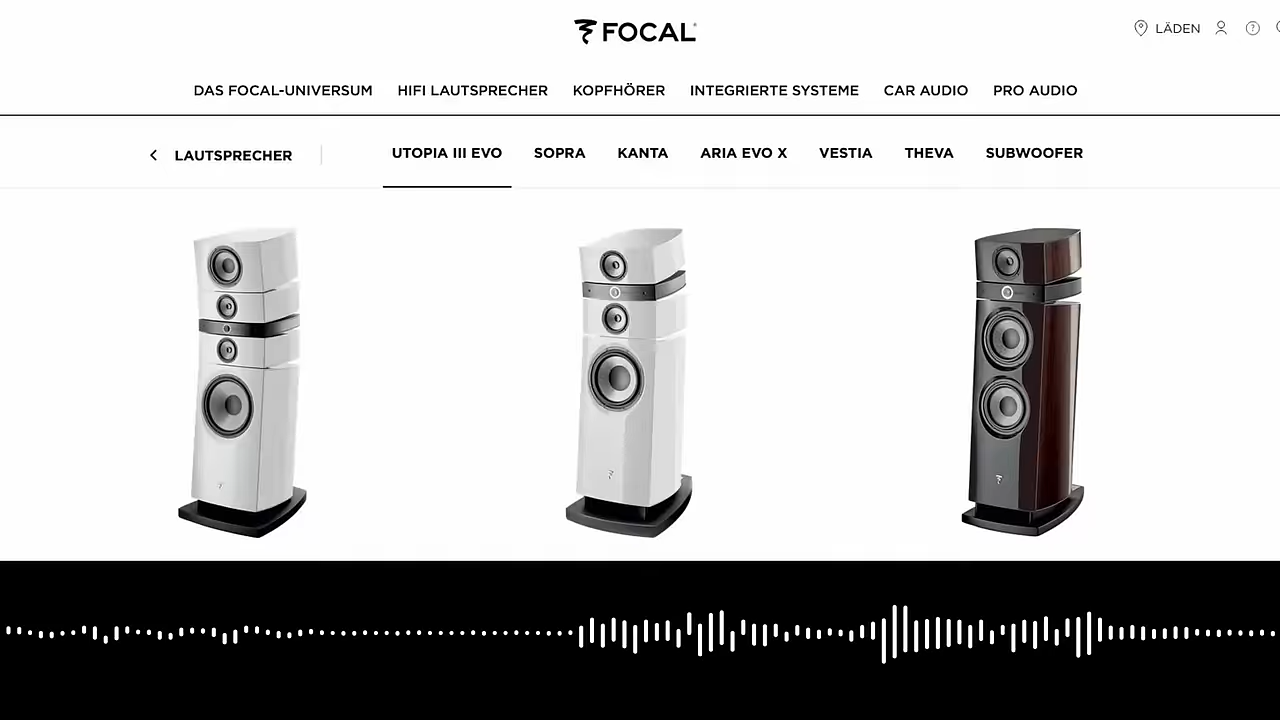 FOCAL®
LÄDEN
DAS FOCAL-UNIVERSUM HIFI LAUTSPRECHER KOPFHÖRER INTEGRIERTE SYSTEME CAR AUDIO PRO AUDIO
LAUTSPRECHER UTOPIA III EVO SOPRA KANTA ARIA EVO X VESTIA THEVA SUBWOOFER